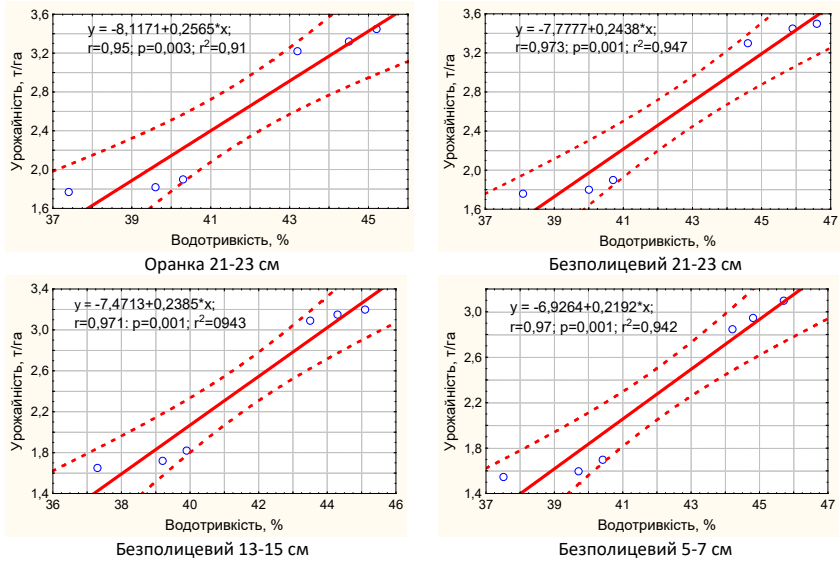 y = -8,1171+0,2565*x;
r=0,95; p=0,003; r²=0,91
Урожайність, т/га
3,6
3,2
2,8
2,4
2,0
1,6
37 39 41 43 45
Водотривкість, %
Оранка 21-23 см
y = -7,7777+0,2438*x;
r=0,973; p=0,001; r²=0,947
Урожайність, т/га
3,6
3,2
2,8
2,4
2,0
1,6
37 39 41 43 45 47
Водотривкість, %
Безполицевий 21-23 см
y = -7,4713+0,2385*x;
r=0,971: p=0,001; r²=0943
Урожайність, т/га
3,4
3,0
2,6
2,2
1,8
1,4
36 38 40 42 44 46
Водотривкість, %
Безполицевий 13-15 см
y = -6,9264+0,2192*x;
r=0,97; p=0,001; r²=0,942
Урожайність, т/га
3,0
2,6
2,2
1,8
1,4
37 39 41 43 45 47
Водотривкість, %
Безполицевий 5-7 см